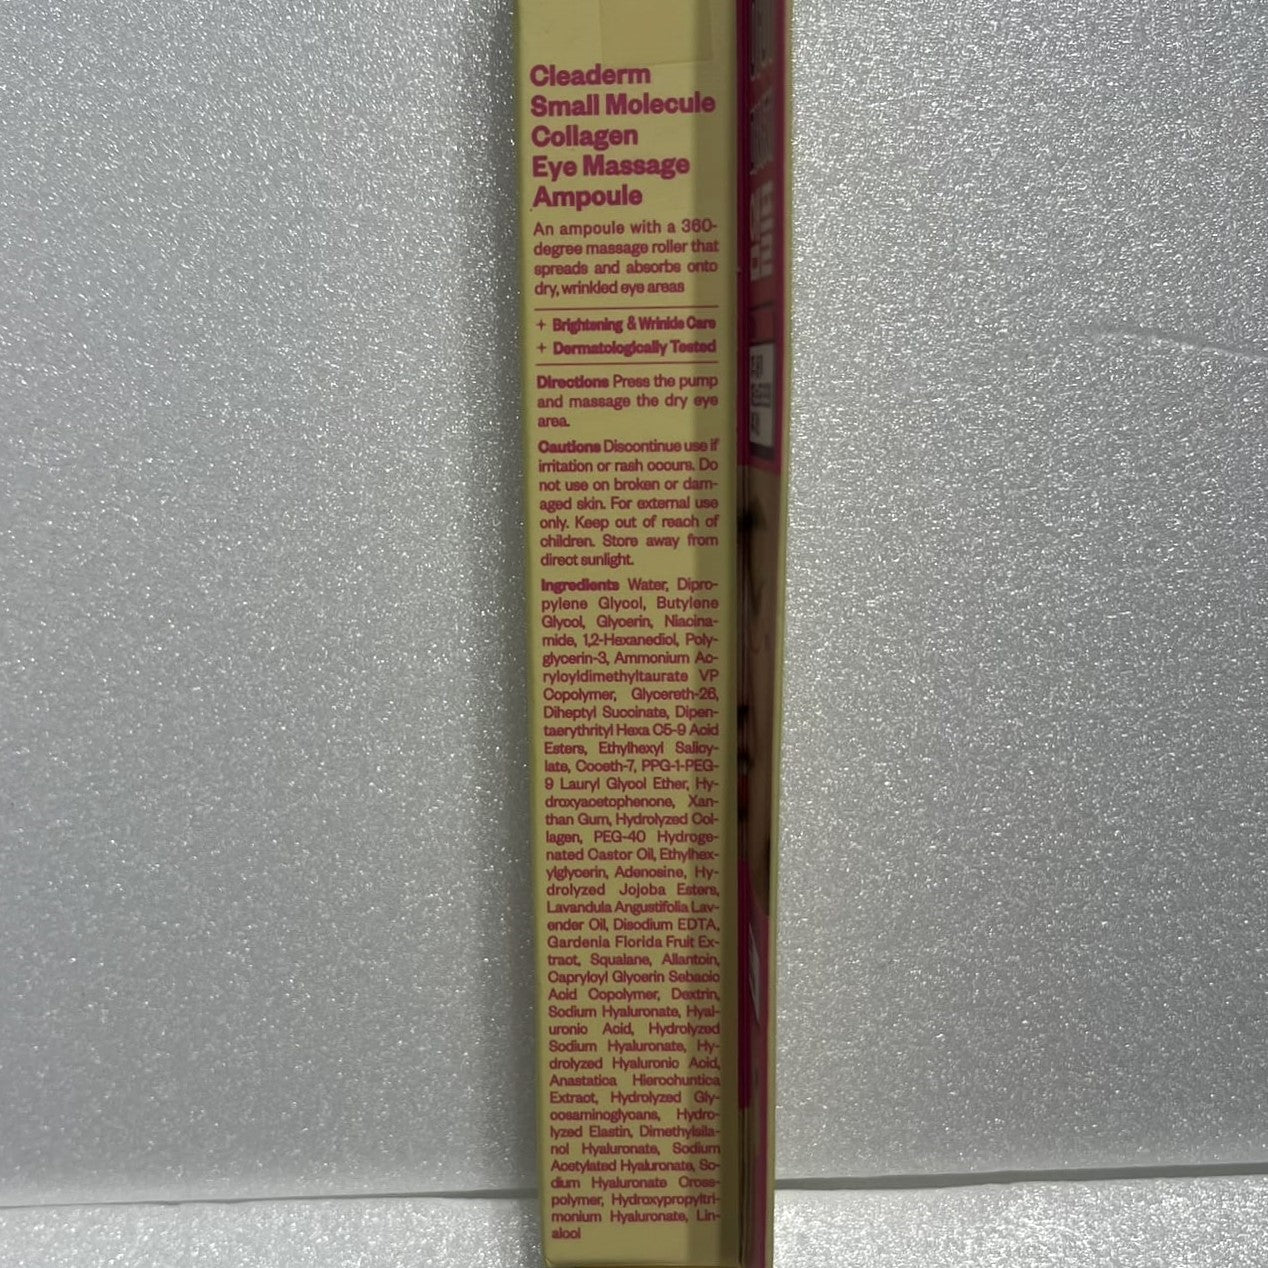 Cleaderm
Small Molecule
Collagen
Eye Massage
Ampoule
An ampoule with a 360-
degree massage roller that
spreads and absorbs onto
dry, wrinkled eye areas
+ Brightening & Wrinkle Care
+ Dermatologically Tested
Directions Press the pump
and massage the dry eye
area.
Cautions Discontinue use if
irritation or rash occurs. Do
not use on broken or dam-
aged skin. For external use
only. Keep out of reach of
children. Store away from
direct sunlight.
Ingredients Water, Dipro-
pylene Glycol, Butylene
Glycol, Glycerin, Niacina-
mide, 1,2-Hexanediol, Poly-
glycerin-3, Ammonium Ac-
ryloyldimethyltaurate VP
Copolymer, Glycereth-26,
Diheptyl Succinate, Dipen-
taerythrityl Hexa C5-9 Acid
Esters, Ethylhexyl Salicy-
late, Coceth-7, PPG-1-PEG-
9 Lauryl Glycol Ether, Hy-
droxyacetophenone, Xan-
than Gum, Hydrolyzed Col-
lagen, PEG-40 Hydroge-
nated Castor Oil, Ethylhex-
ylglycerin, Adenosine, Hy-
drolyzed Jojoba Esters,
Lavandula Angustifolia Lav-
ender Oil, Disodium EDTA,
Gardenia Florida Fruit Ex-
tract, Squalane, Allantoin,
Capryloyl Glycerin Sebacic
Acid Copolymer, Dextrin,
Sodium Hyaluronate, Hyal-
uronic Acid, Hydrolyzed
Sodium Hyaluronate, Hy-
drolyzed Hyaluronic Acid,
Anastatica Hierochuntica
Extract, Hydrolyzed Gly-
cosaminoglycans, Hydro-
lyzed Elastin, Dimethylsila-
nol Hyaluronate, Sodium
Acetylated Hyaluronate, So-
dium Hyaluronate Cross-
polymer, Hydroxypropyltri-
monium Hyaluronate, Lin-
alool